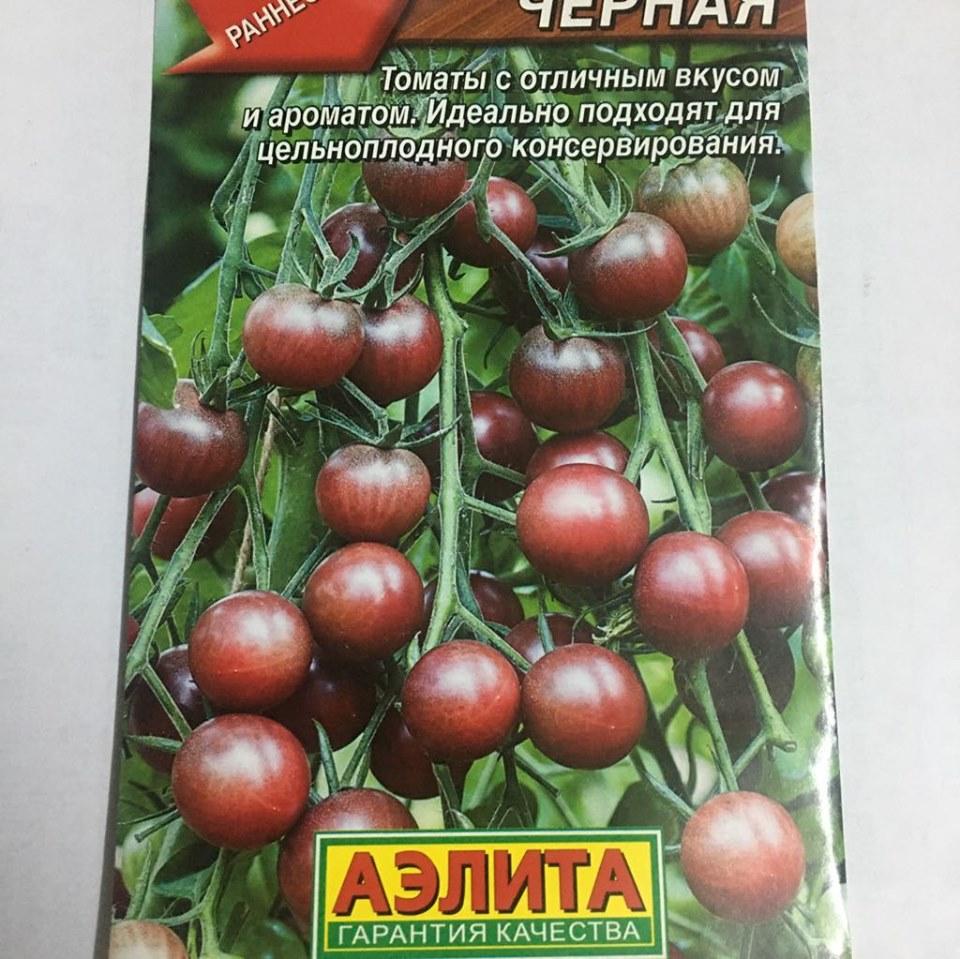 ЧЕРНАЯ
Томаты с отличным вкусом
и ароматом. Идеально подходят для
цельноплодного консервирования.
АЭЛИТА
ГАРАНТИЯ КАЧЕСТВА